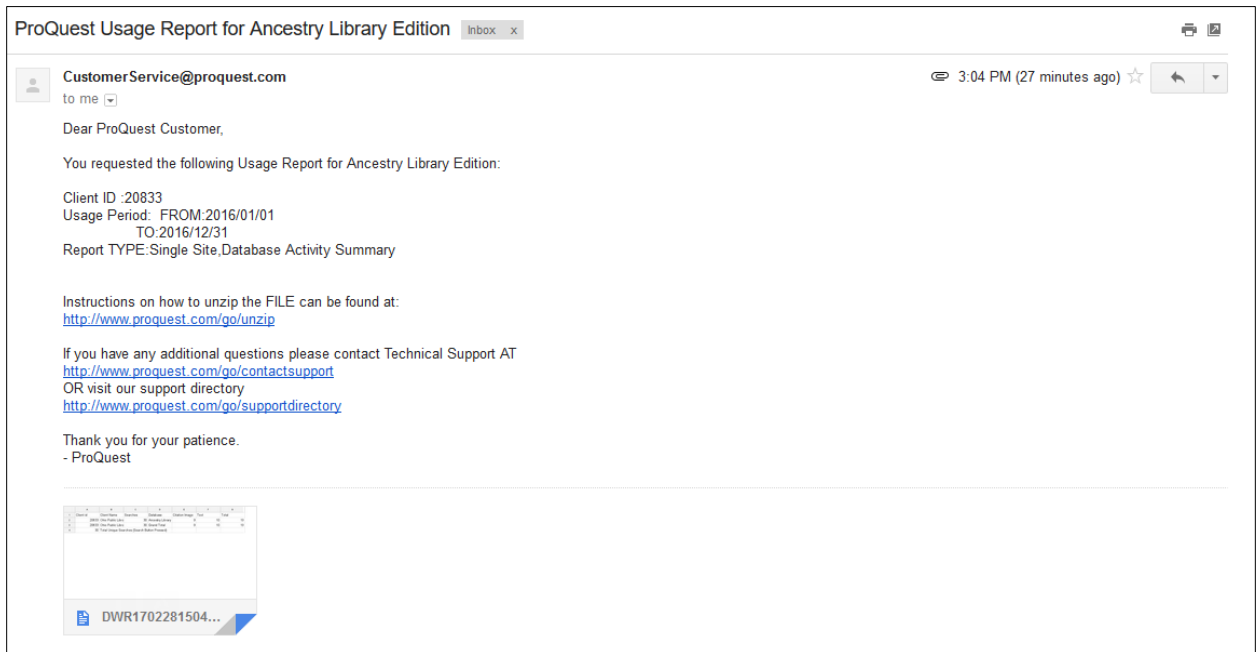 ProQuest Usage Report for Ancestry Library Edition Inbox x
CustomerService@proquest.com 3:04 PM (27 minutes ago)
to me
Dear ProQuest Customer,
You requested the following Usage Report for Ancestry Library Edition:
Client ID :20833
Usage Period: FROM:2016/01/01
TO:2016/12/31
Report TYPE:Single Site,Database Activity Summary
Instructions on how to unzip the FILE can be found at:
http://www.proquest.com/go/unzip
If you have any additional questions please contact Technical Support AT
http://www.proquest.com/go/contactsupport
OR visit our support directory
http://www.proquest.com/go/supportdirectory
Thank you for your patience.
- ProQuest
DWR1702281504...